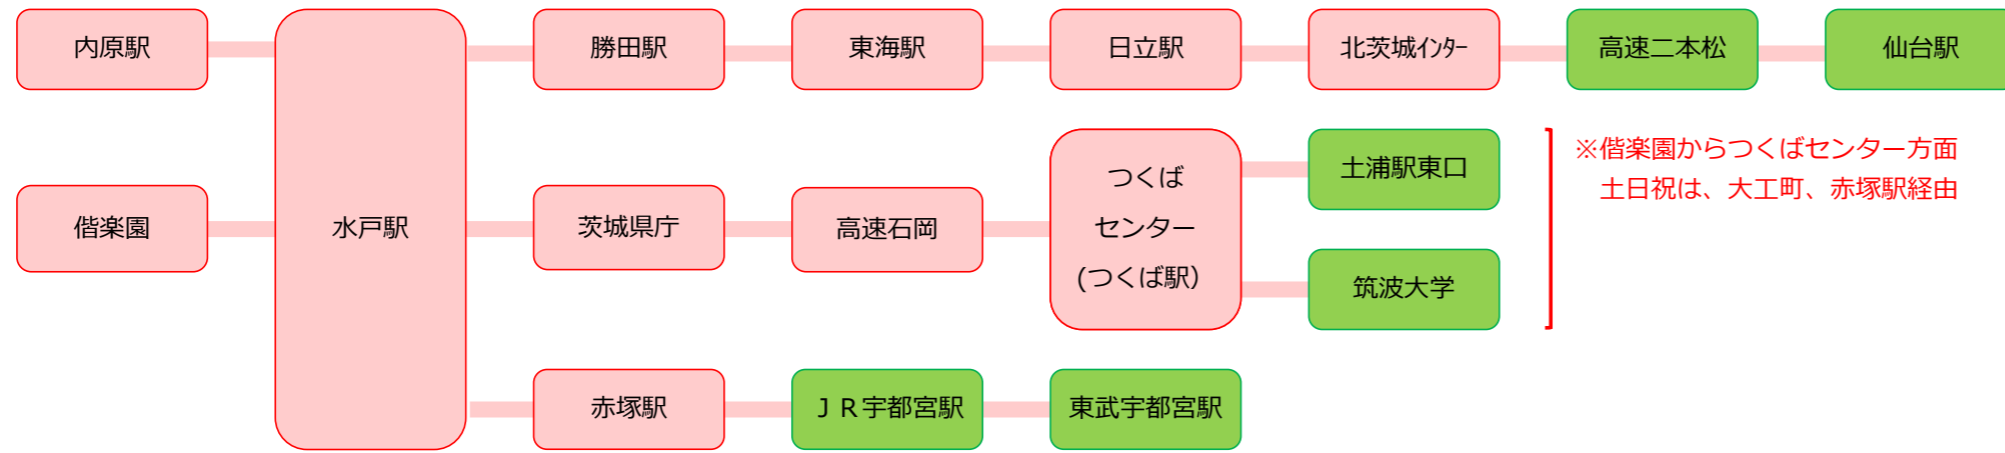 内原駅
勝田駅
東海駅
日立駅
北茨城ｲﾝﾀｰ
高速二本松
仙台駅
偕楽園
水戸駅
茨城県庁
高速石岡
つくば
センター
(つくば駅）
土浦駅東口
筑波大学
※偕楽園からつくばセンター方面
土日祝は、大工町、赤塚駅経由
赤塚駅
ＪＲ宇都宮駅
東武宇都宮駅